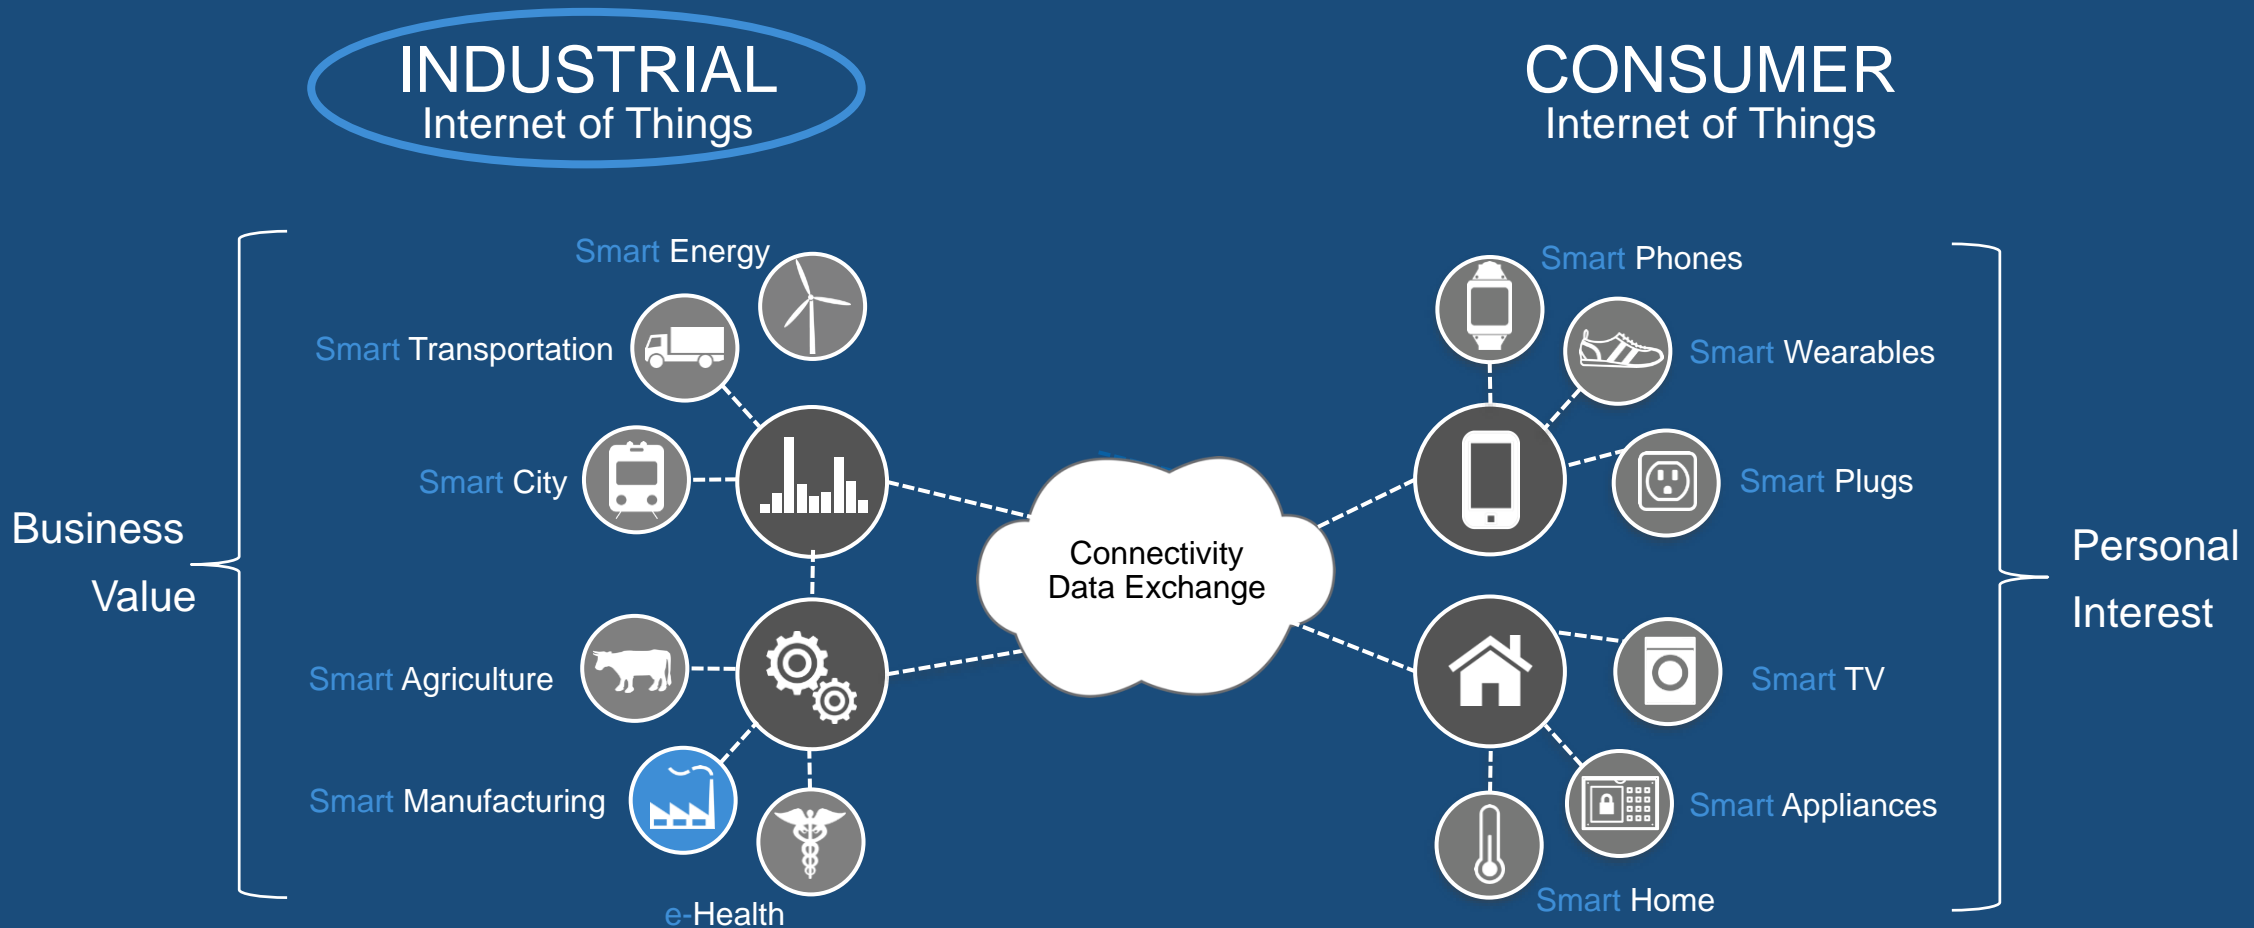 INDUSTRIAL
Internet of Things
CONSUMER
Internet of Things
Smart Energy
Smart Transportation
Smart City
Business
Value
Smart Agriculture
Smart Manufacturing
e-Health
Connectivity
Data Exchange
Smart Phones
Smart Wearables
Smart Plugs
Smart TV
Smart Appliances
Smart Home
Personal
Interest